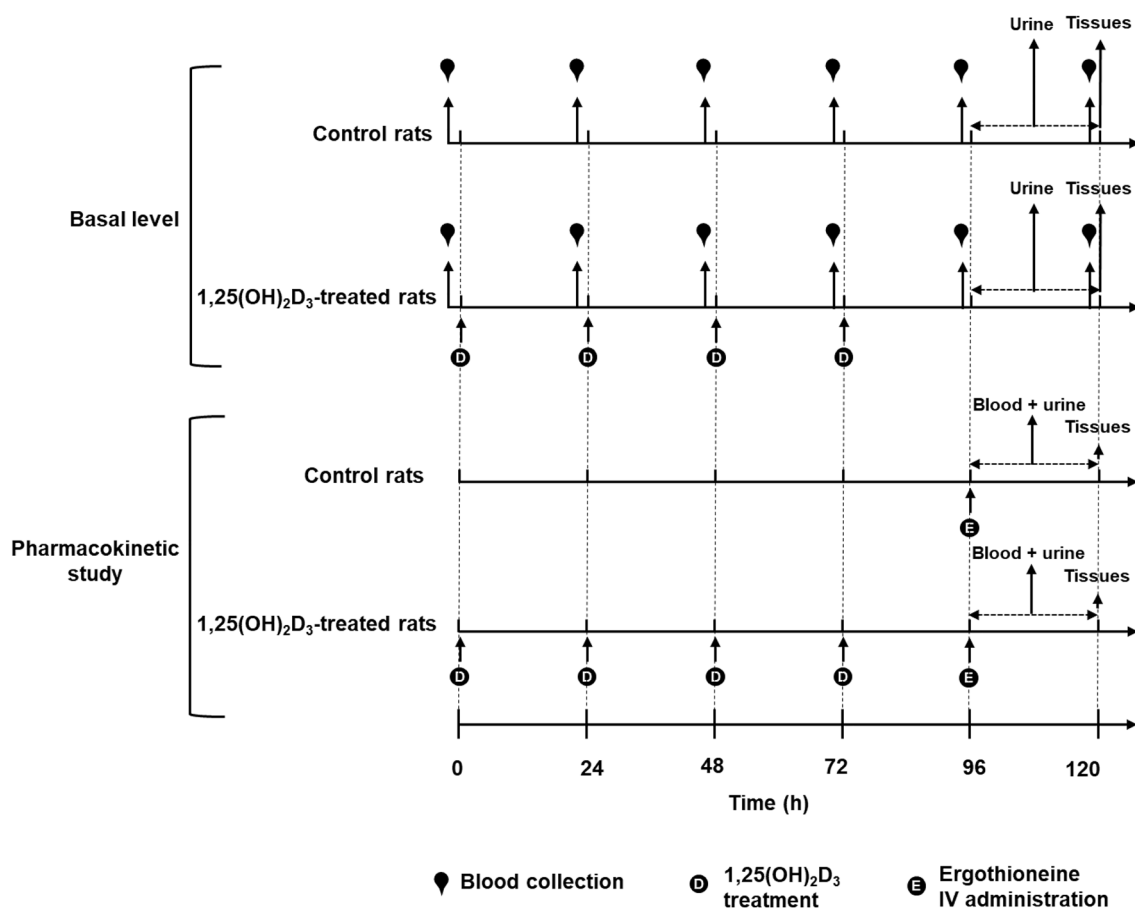 Urine Tissues
Control rats
Basal level
Urine Tissues
1,25(OH)₂D₃-treated rats
D D D D
Blood + urine
Tissues
Control rats
E
Pharmacokinetic
study
Blood + urine
Tissues
1,25(OH)₂D₃-treated rats
D D D D E
0 24 48 72 96 120
Time (h)
Blood collection
D 1,25(OH)₂D₃
treatment
E Ergothioneine
IV administration